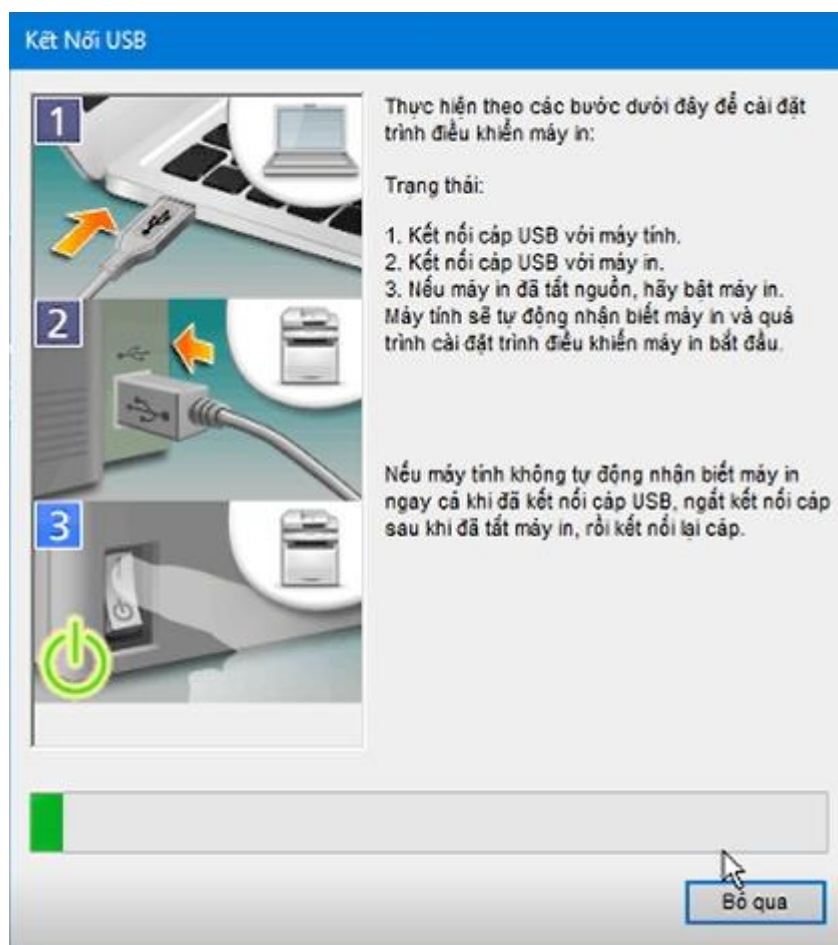 Kết Nối USB
1
Thực hiện theo các bước dưới đây để cài đặt
trình điều khiển máy in:
Trạng thái:
1. Kết nối cáp USB với máy tính.
2. Kết nối cáp USB với máy in.
3. Nếu máy in đã tắt nguồn, hãy bật máy in.
Máy tính sẽ tự động nhận biết máy in và quá
trình cài đặt trình điều khiển máy in bắt đầu.
2
Nếu máy tính không tự động nhận biết máy in
ngay cả khi đã kết nối cáp USB, ngắt kết nối cáp
sau khi đã tắt máy in, rồi kết nối lại cáp.
3
Bỏ qua